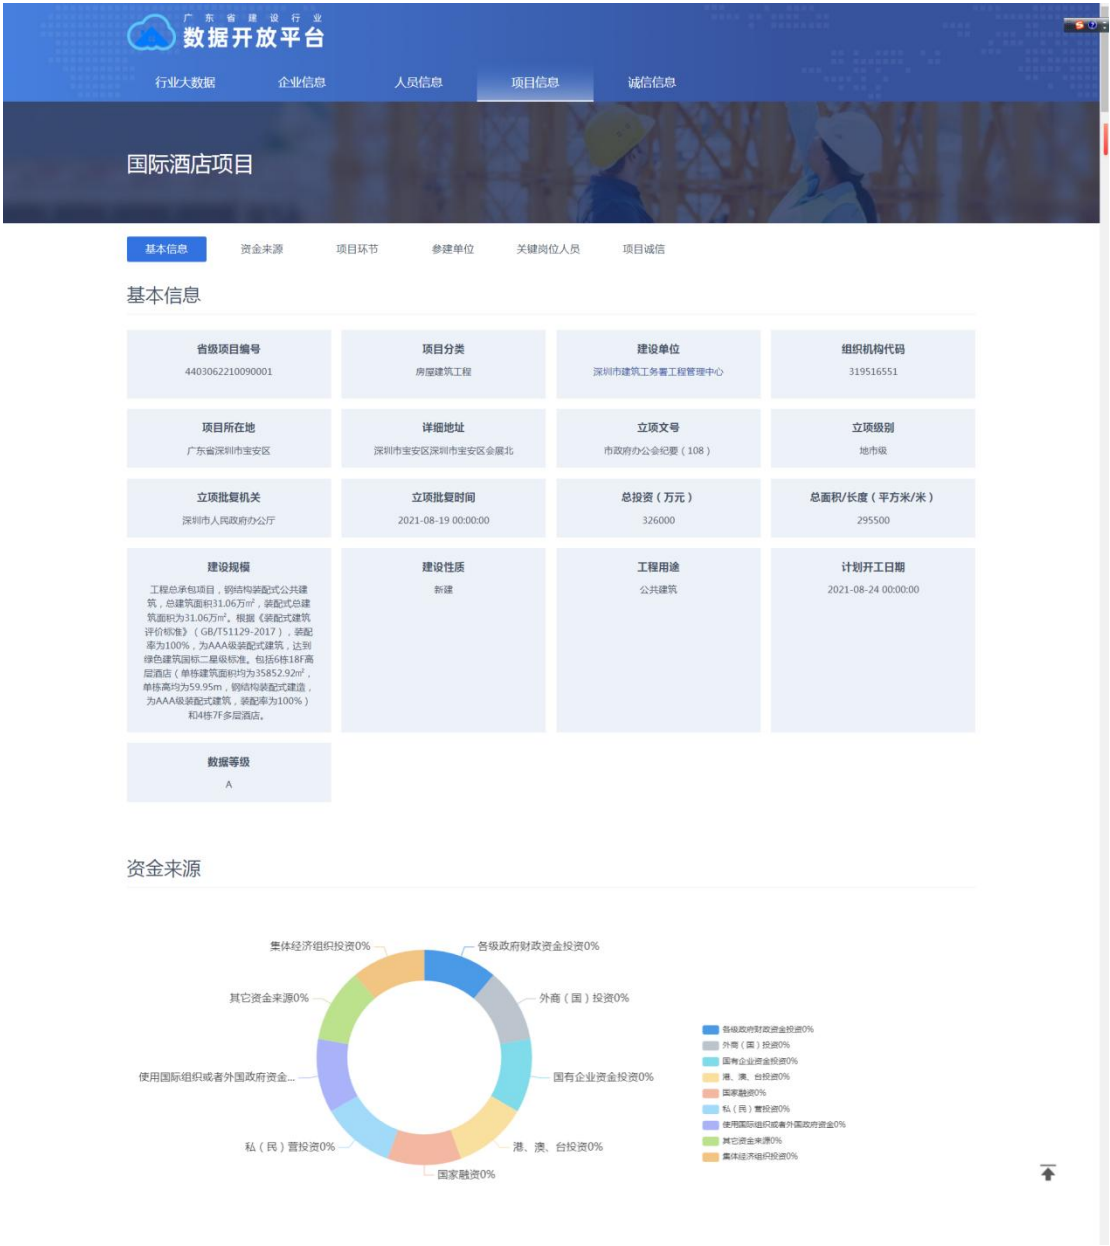 广东省建设行业
数据开放平台
行业大数据 企业信息 人员信息 项目信息 诚信信息
国际酒店项目
基本信息 资金来源 项目环节 参建单位 关键岗位人员 项目诚信
基本信息
省级项目编号 项目分类 建设单位 组织机构代码
4403062210090001 房屋建筑工程 深圳市建筑工务署工程管理中心 319516551
项目所在地 详细地址 立项文号 立项级别
广东省深圳市宝安区 深圳市宝安区深圳市宝安区会展北 市政府办公会纪要（108） 地市级
立项批复机关 立项批复时间 总投资（万元） 总面积/长度（平方米/米）
深圳市人民政府办公厅 2021-08-19 00:00:00 326000 295500
建设规模 建设性质 工程用途 计划开工日期
工程总承包项目，钢结构装配式公共建 新建 公共建筑 2021-08-24 00:00:00
筑，总建筑面积31.06万㎡，装配式总建
筑面积为31.06万㎡。根据《装配式建筑
评价标准》（GB/T51129-2017），装配
率为100%，为AAA级装配式建筑，达到
绿色建筑国标二星级标准。包括6栋18F高
层酒店（单栋建筑面积均为35852.92㎡，
单栋高均为59.95m，钢结构装配式建造，
为AAA级装配式建筑，装配率为100%）
和4栋7F多层酒店。
数据等级
A
资金来源
集体经济组织投资0% 各级政府财政资金投资0%
其它资金来源0% 外商（国）投资0%
使用国际组织或者外国政府资金... 国有企业资金投资0%
私（民）营投资0% 港、澳、台投资0%
国家融资0%
各级政府财政资金投资0%
外商（国）投资0%
国有企业资金投资0%
港、澳、台投资0%
国家融资0%
私（民）营投资0%
使用国际组织或者外国政府资金0%
其它资金来源0%
集体经济组织投资0%